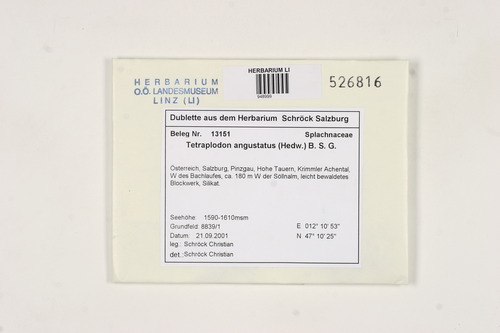 HERBARIUM
O.Ö. LANDESMUSEUM
LINZ (LI)
HERBARIUM LI
526816
Dublette aus dem Herbarium Schröck Salzburg
Beleg Nr. 13151 Splachnaceae
Tetraplodon angustatus (Hedw.) B. S. G.
Österreich, Salzburg, Pinzgau, Hohe Tauern, Krimmler Achental,
W des Bachlaufes, ca. 180 m W der Söllnalm, leicht bewaldetes
Blockwerk, Silikat
Seehöhe: 1590-1610msm
Grundfeld: 8839/1 E 012° 10' 53"
Datum: 21.09.2001 N 47° 10' 25"
leg.: Schröck Christian
det.: Schröck Christian